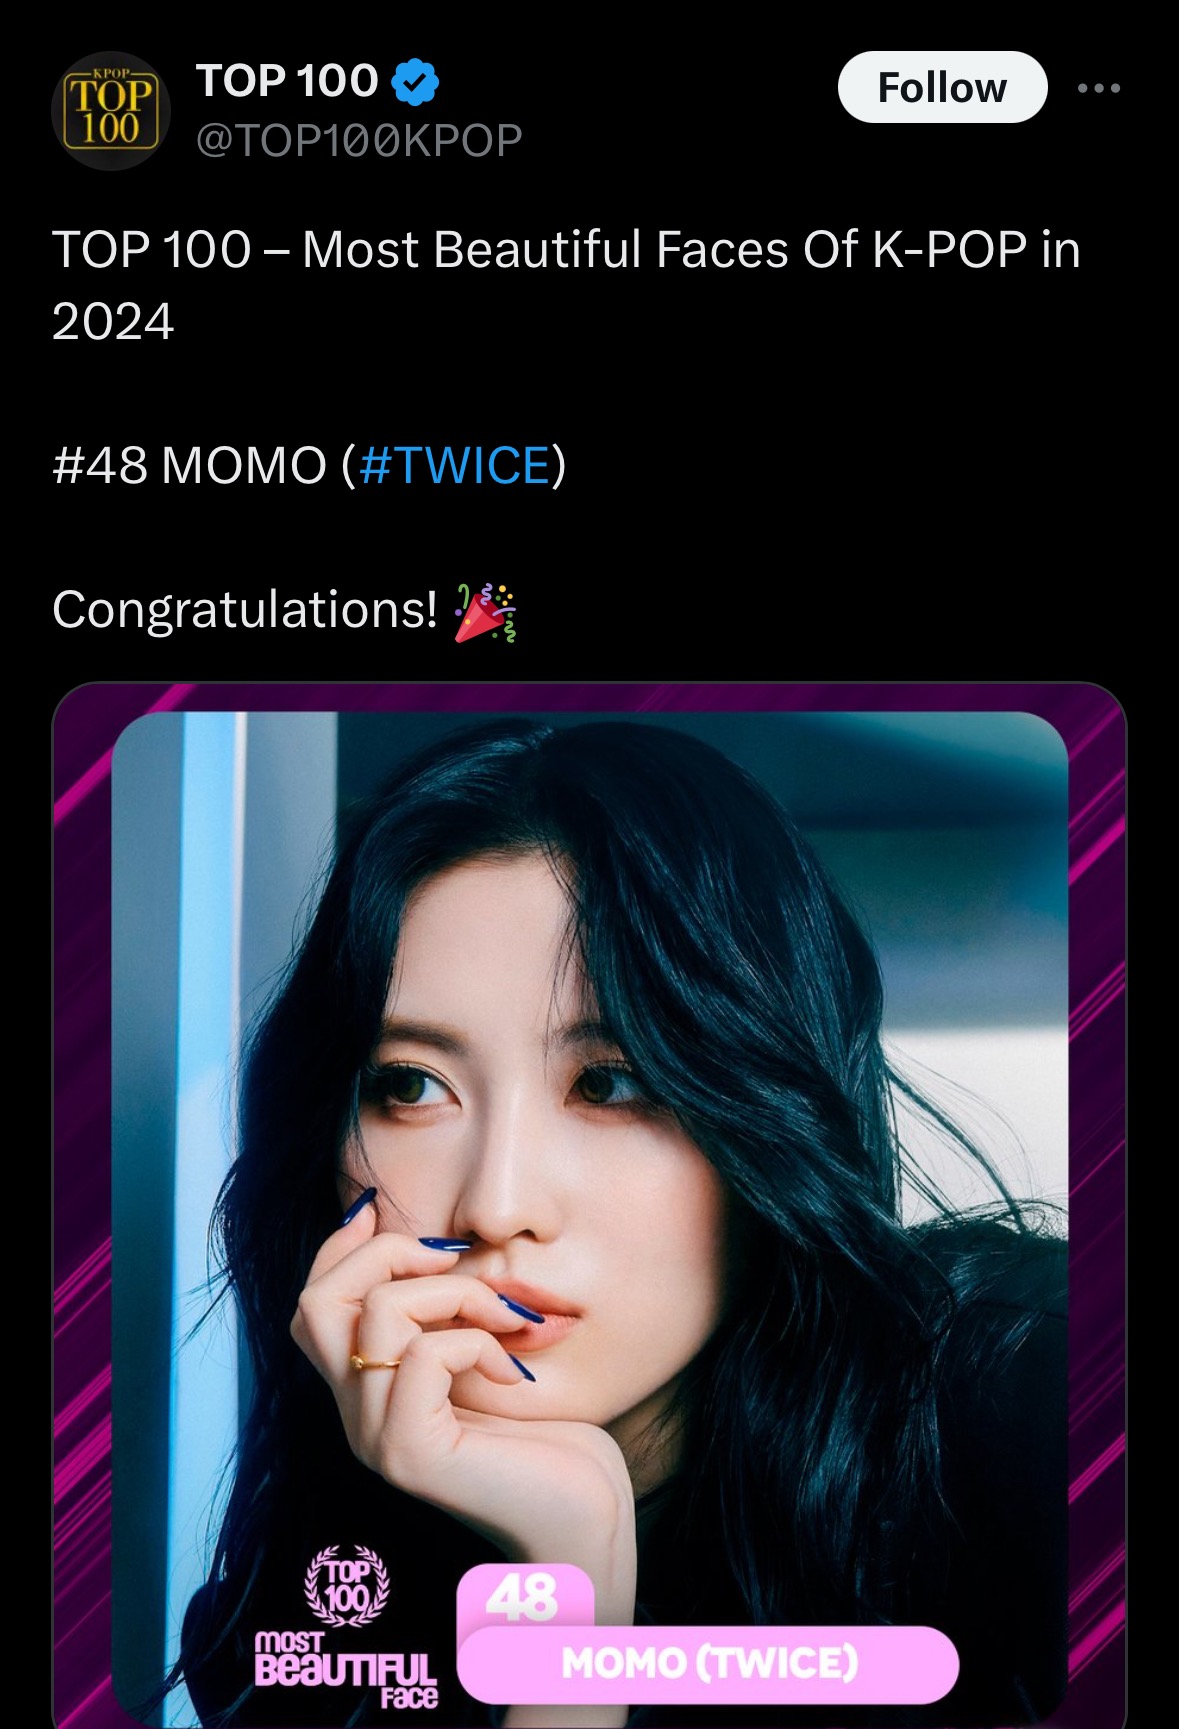 KPOP
TOP
100
TOP 100
@TOP100KPOP
Follow
TOP 100 – Most Beautiful Faces Of K-POP in
2024
#48 MOMO (#TWICE)
Congratulations! 🎉
TOP
100
MOST
BEAUTIFUL
FACE
48
MOMO (TWICE)